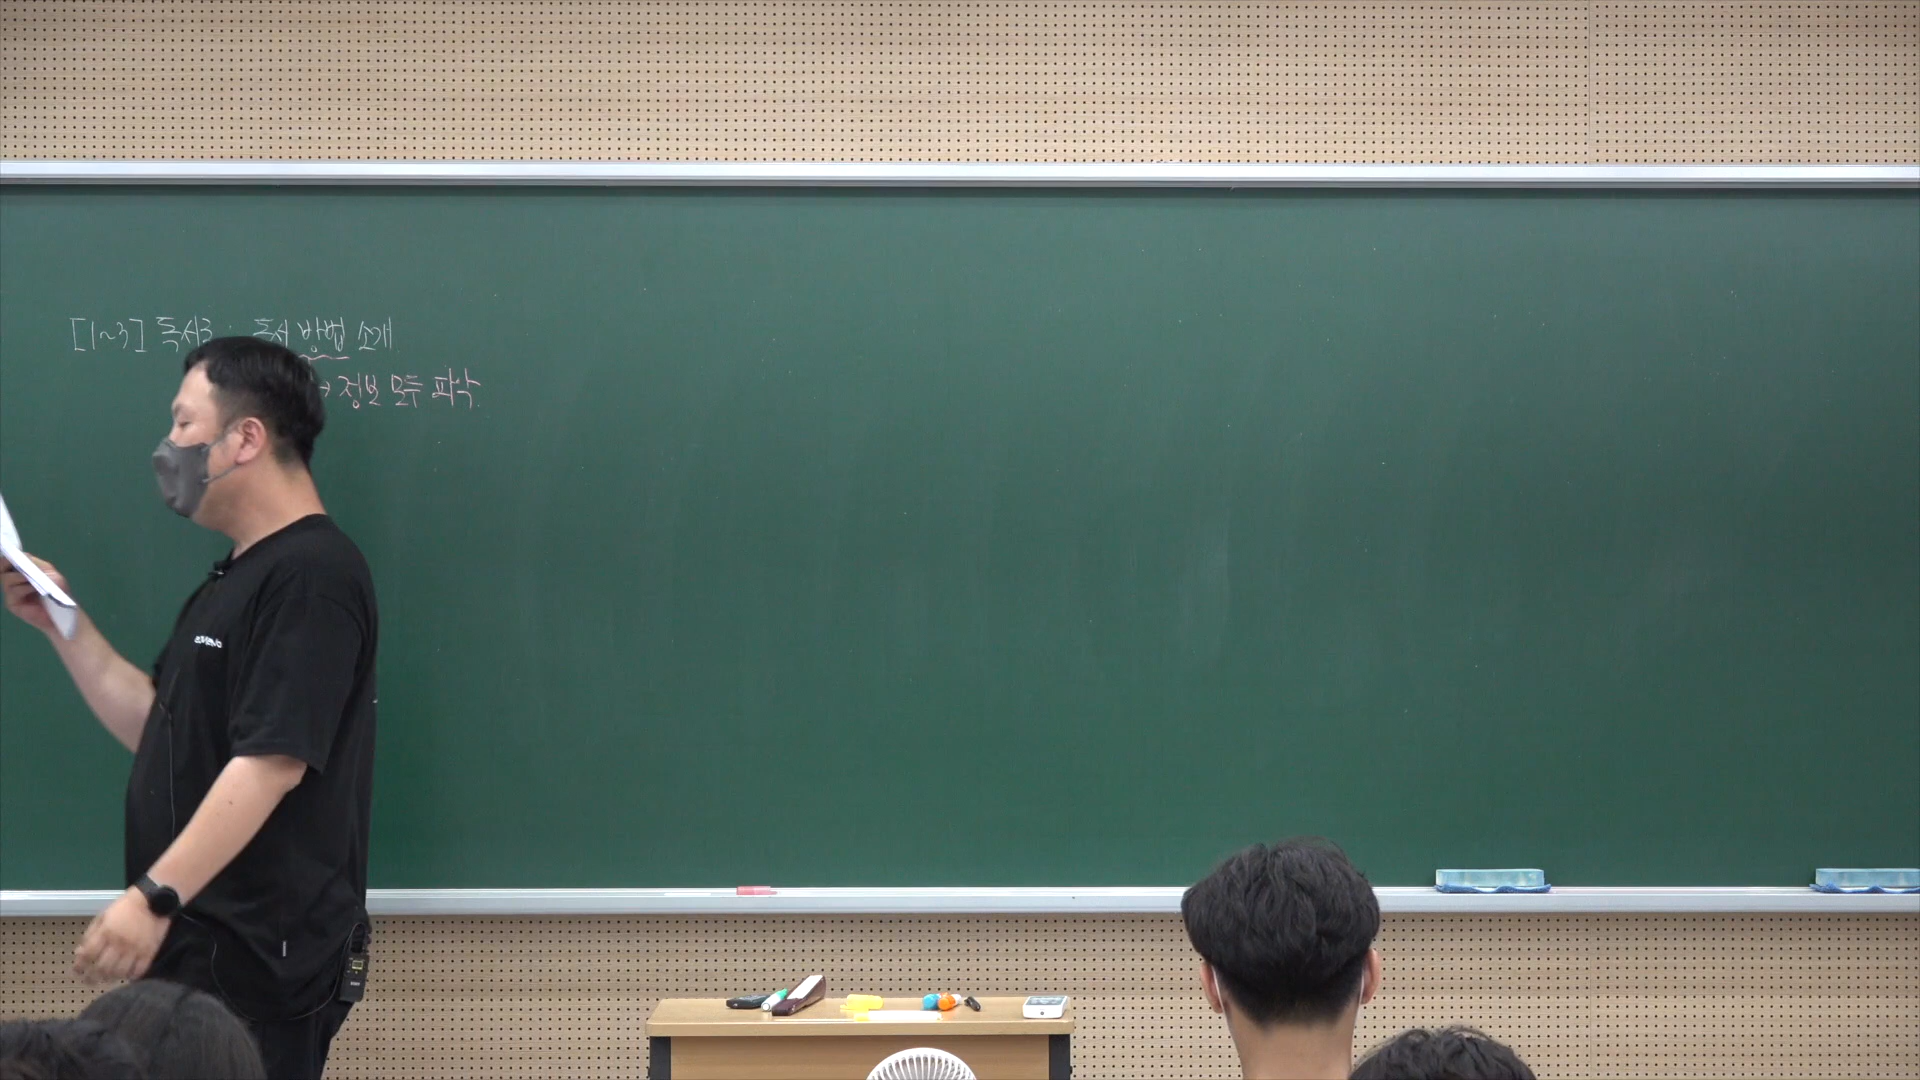 [1~3] 독서3. 독서 방법 소개
→ 정보 모두 파악.